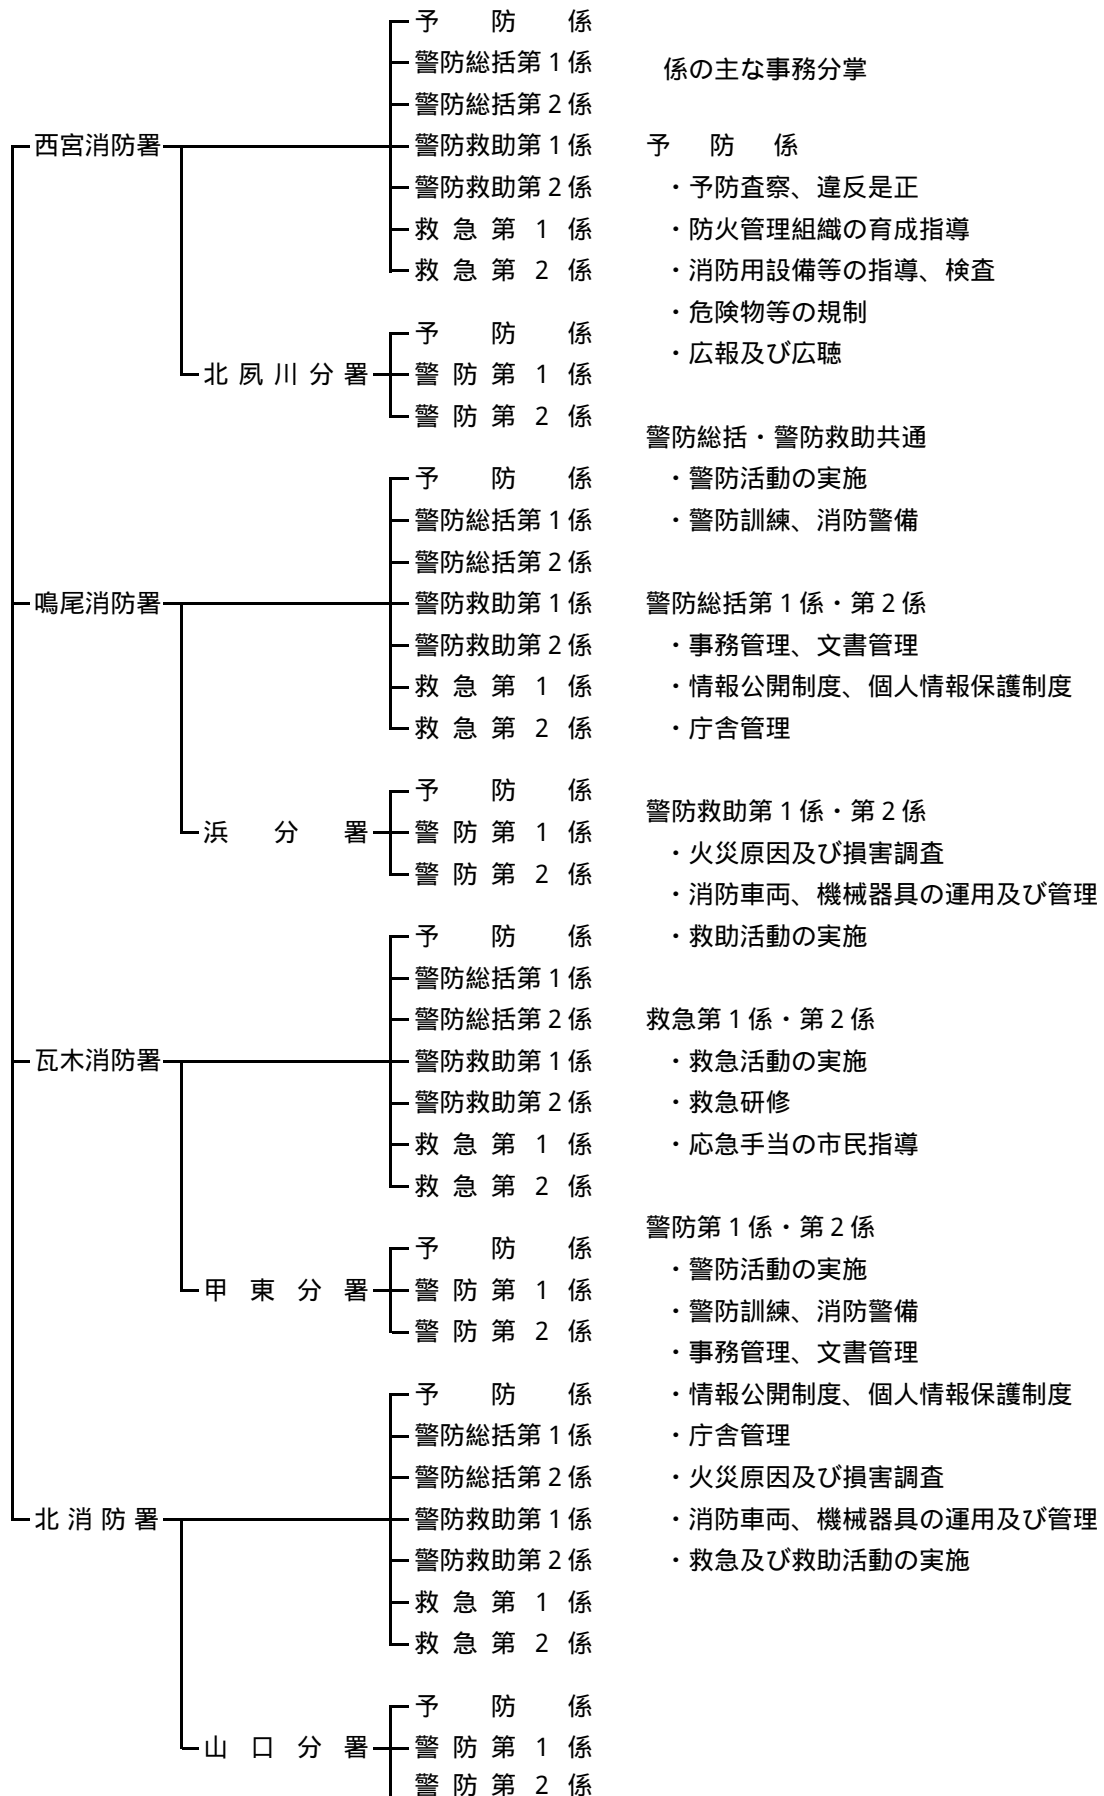 予防係
警防総括第1係
警防総括第2係
西宮消防署
警防救助第1係
警防救助第2係
救急第1係
救急第2係
予防係
北夙川分署
警防第1係
警防第2係
予防係
警防総括第1係
警防総括第2係
鳴尾消防署
警防救助第1係
警防救助第2係
救急第1係
救急第2係
予防係
浜分署
警防第1係
警防第2係
予防係
警防総括第1係
警防総括第2係
瓦木消防署
警防救助第1係
警防救助第2係
救急第1係
救急第2係
予防係
甲東分署
警防第1係
警防第2係
予防係
警防総括第1係
警防総括第2係
北消防署
警防救助第1係
警防救助第2係
救急第1係
救急第2係
予防係
山口分署
警防第1係
警防第2係
係の主な事務分掌
予防係
・予防査察、違反是正
・防火管理組織の育成指導
・消防用設備等の指導、検査
・危険物等の規制
・広報及び広聴
警防総括・警防救助共通
・警防活動の実施
・警防訓練、消防警備
警防総括第1係・第2係
・事務管理、文書管理
・情報公開制度、個人情報保護制度
・庁舎管理
警防救助第1係・第2係
・火災原因及び損害調査
・消防車両、機械器具の運用及び管理
・救助活動の実施
救急第1係・第2係
・救急活動の実施
・救急研修
・応急手当の市民指導
警防第1係・第2係
・警防活動の実施
・警防訓練、消防警備
・事務管理、文書管理
・情報公開制度、個人情報保護制度
・庁舎管理
・火災原因及び損害調査
・消防車両、機械器具の運用及び管理
・救急及び救助活動の実施